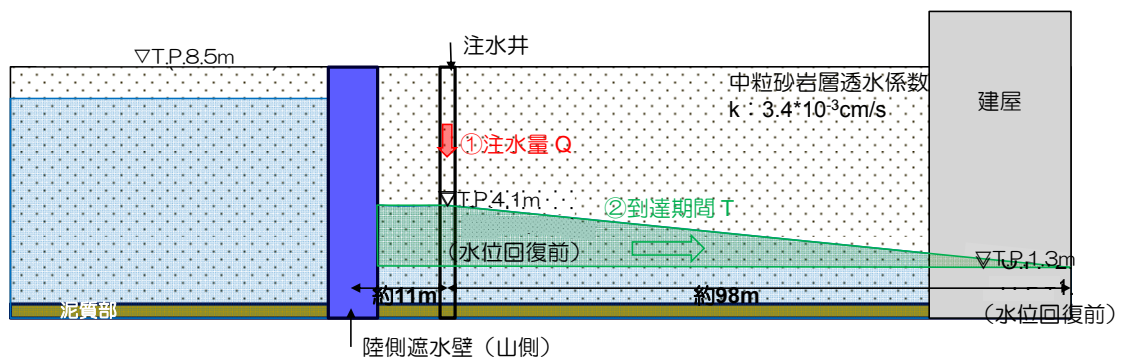 注水井
▽T.P.8.5m
中粒砂岩層透水係数
k：3.4*10-3cm/s
建屋
①注水量 Q
▽T.P.4.1m
②到達期間 T
(水位回復前)
▽T.P.1.3m
約11m
約98m
泥質部
(水位回復前)
陸側遮水壁（山側）